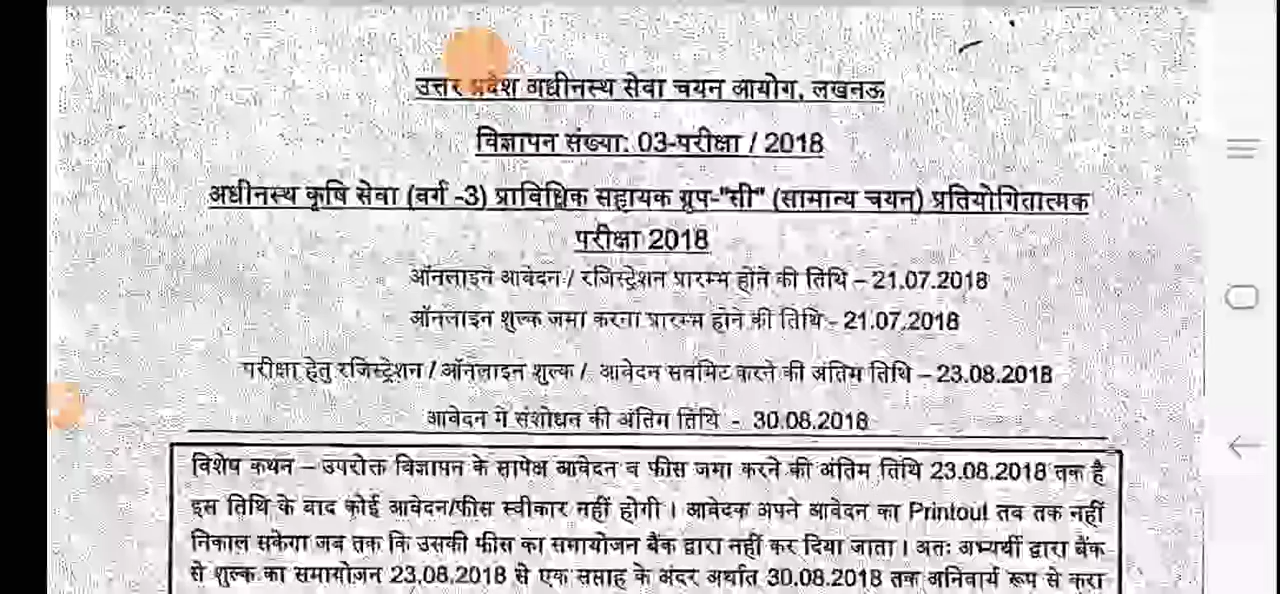 उत्तर प्रदेश अधीनस्थ सेवा चयन आयोग, लखनऊ
विज्ञापन संख्या: 03-परीक्षा / 2018
अधीनस्थ कृषि सेवा (वर्ग -3) प्राविधिक सहायक ग्रुप-"सी" (सामान्य चयन) प्रतियोगितात्मक
परीक्षा 2018
ऑनलाइन आवेदन / रजिस्ट्रेशन प्रारम्भ होने की तिथि – 21.07.2018
ऑनलाइन शुल्क जमा करना प्रारम्भ होने की तिथि - 21.07.2018
परीक्षा हेतु रजिस्ट्रेशन / ऑनलाइन शुल्क / आवेदन सबमिट करने की अंतिम तिथि – 23.08.2018
आवेदन में संशोधन की अंतिम तिथि - 30.08.2018
विशेष कथन – उपरोक्त विज्ञापन के सापेक्ष आवेदन व फीस जमा करने की अंतिम तिथि 23.08.2018 तक है
इस तिथि के बाद कोई आवेदन/फीस स्वीकार नहीं होगी । आवेदक अपने आवेदन का Printout तब तक नहीं
निकाल सकेगा जब तक कि उसकी फीस का समायोजन बैंक द्वारा नहीं कर दिया जाता । अतः अभ्यर्थी द्वारा बैंक
से शुल्क का समायोजन 23.08.2018 से एक सप्ताह के अंदर अर्थात 30.08.2018 तक अनिवार्य रूप से करा